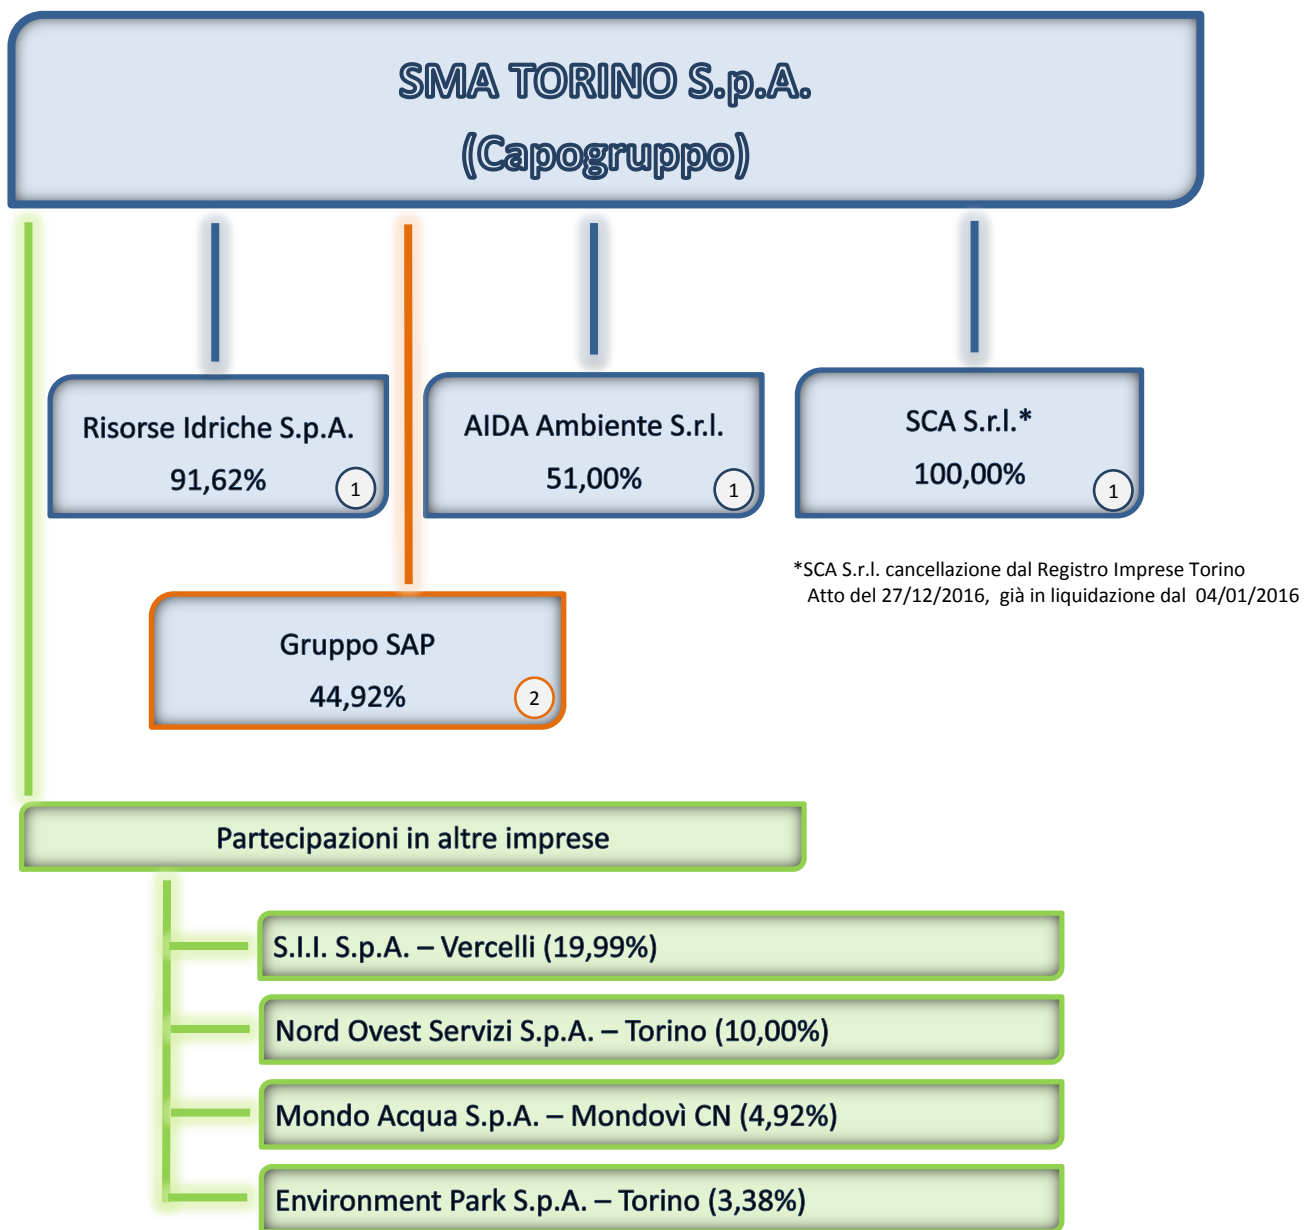 SMA TORINO S.p.A.
(Capogruppo)
Risorse Idriche S.p.A.
91,62%
1
AIDA Ambiente S.r.l.
51,00%
1
SCA S.r.l.*
100,00%
1
*SCA S.r.l. cancellazione dal Registro Imprese Torino
Atto del 27/12/2016, già in liquidazione dal 04/01/2016
Gruppo SAP
44,92%
2
Partecipazioni in altre imprese
S.I.I. S.p.A. – Vercelli (19,99%)
Nord Ovest Servizi S.p.A. – Torino (10,00%)
Mondo Acqua S.p.A. – Mondovì CN (4,92%)
Environment Park S.p.A. – Torino (3,38%)